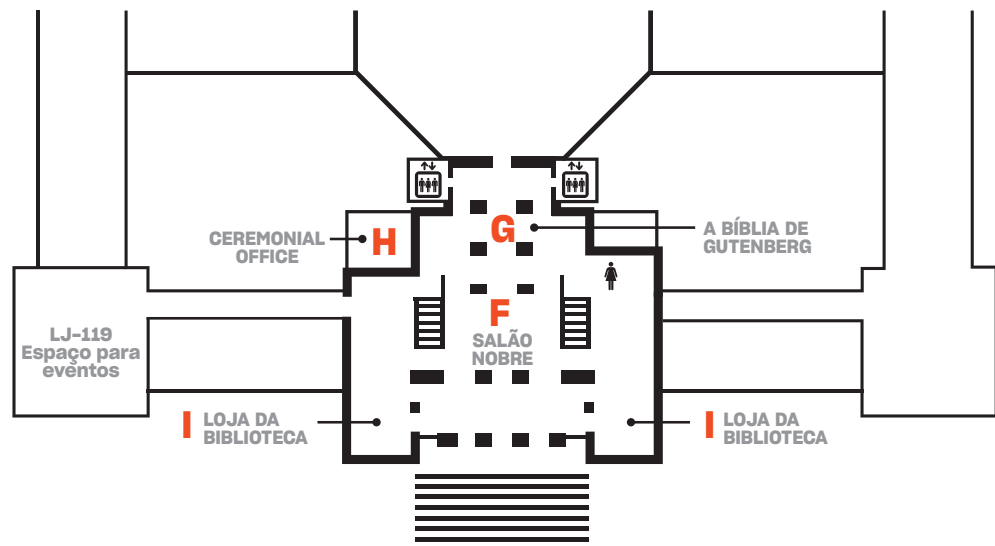 G
A BÍBLIA DE
GUTENBERG
CEREMONIAL
OFFICE
H
F
SALÃO
NOBRE
LJ-119
Espaço para
eventos
I
LOJA DA
BIBLIOTECA
I
LOJA DA
BIBLIOTECA